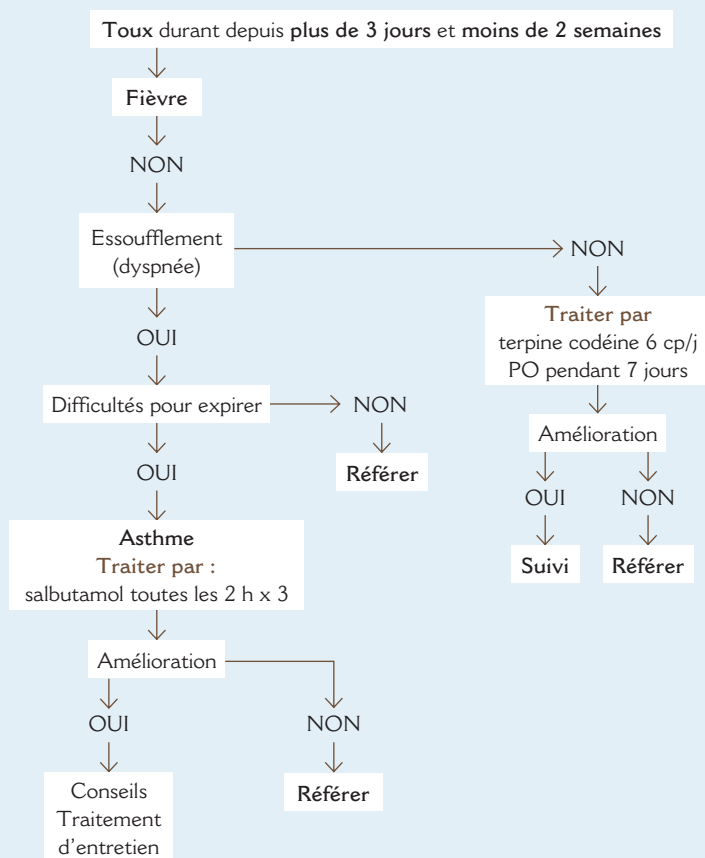 Toux durant depuis plus de 3 jours et moins de 2 semaines
Fièvre
NON
Essoufflement
(dyspnée)
NON
OUI
Traiter par
terpine codéine 6 cp/j
PO pendant 7 jours
Difficultés pour expirer
NON
Amélioration
OUI
Référer
OUI
NON
Asthme
Traiter par :
salbutamol toutes les 2 h x 3
Suivi
Référer
Amélioration
OUI
NON
Conseils
Traitement
d'entretien
Référer